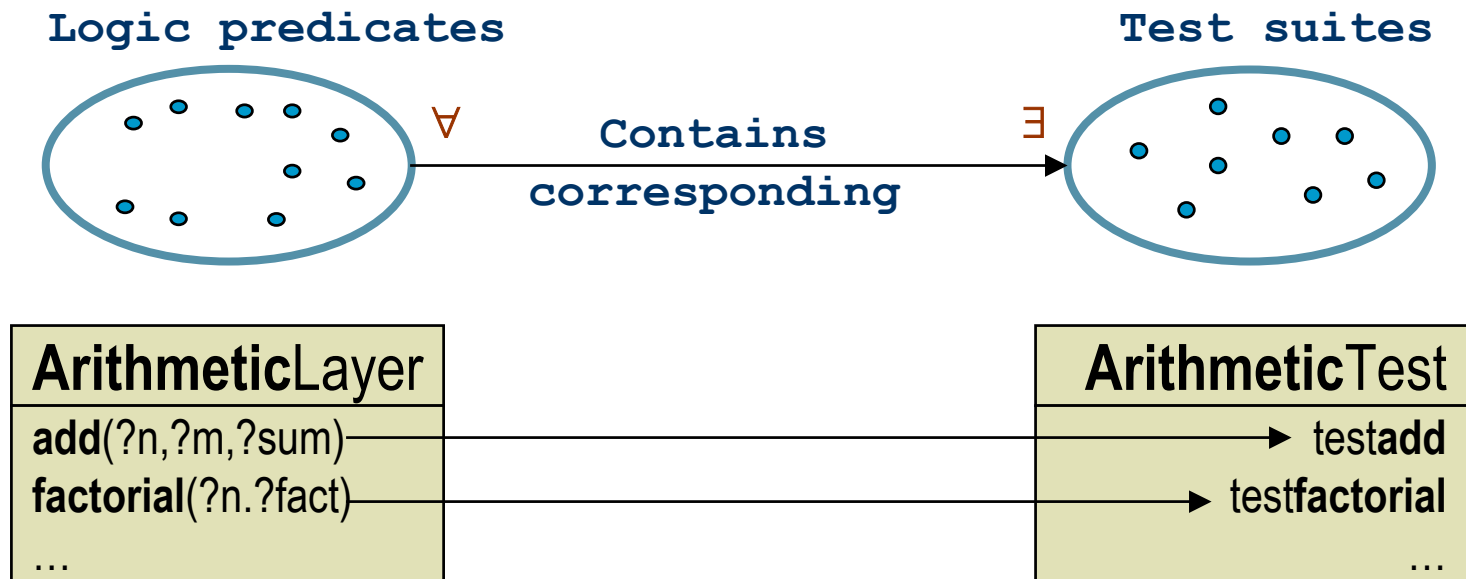 Logic predicates
Test suites
∀
∃
Contains
corresponding
ArithmeticLayer
add(?n,?m,?sum)
factorial(?n.?fact)
…
ArithmeticTest
testadd
testfactorial
…